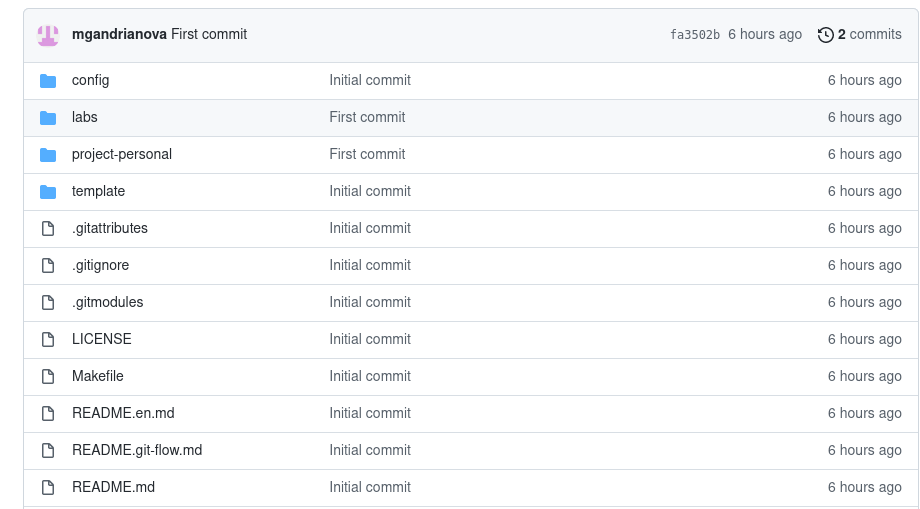 mgandrianova First commit fa3502b 6 hours ago 2 commits
config Initial commit 6 hours ago
labs First commit 6 hours ago
project-personal First commit 6 hours ago
template Initial commit 6 hours ago
.gitattributes Initial commit 6 hours ago
.gitignore Initial commit 6 hours ago
.gitmodules Initial commit 6 hours ago
LICENSE Initial commit 6 hours ago
Makefile Initial commit 6 hours ago
README.en.md Initial commit 6 hours ago
README.git-flow.md Initial commit 6 hours ago
README.md Initial commit 6 hours ago